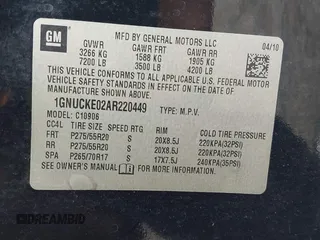 GM
MFD BY GENERAL MOTORS LLC
04/10
GVWR GAWR FRT GAWR RR
3266 KG 1588 KG 1905 KG
7200 LB 3500 LB 4200 LB
THIS VEHICLE CONFORMS TO ALL APPLICABLE U.S. FEDERAL MOTOR
VEHICLE SAFETY STANDARDS IN EFFECT ON THE DATE OF
MANUFACTURE SHOWN ABOVE.
1GNUCKE02AR220449 TYPE: M.P.V.
MODEL: C10906
CC4L TIRE SIZE SPEED RTG RIM COLD TIRE PRESSURE
FRT P275/55R20 S 20X8.5J 220KPA(32PSI)
RR P275/55R20 S 20X8.5J 220KPA(32PSI)
SPA P265/70R17 S 17X7.5J 240KPA(35PSI)
SEE OWNER'S MANUAL FOR ADDITIONAL INFORMATION.
DREAMBID